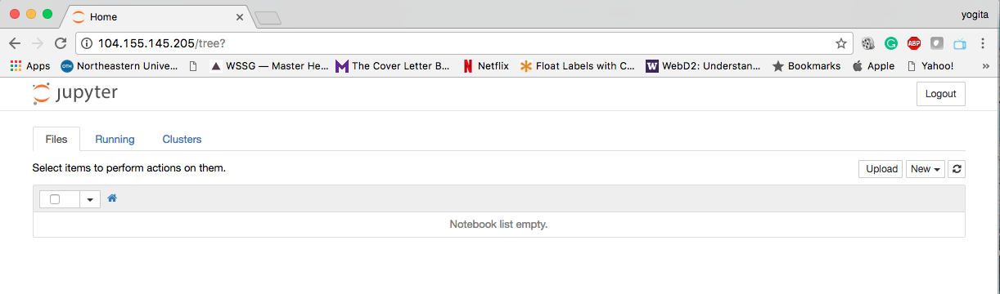 Home
yogita
104.155.145.205/tree?
ABP
Apps OTH Northeastern Unive... WSSG — Master He... The Cover Letter B... Netflix Float Labels with C... WebD2: Understan... Bookmarks Apple Yahoo! »
jupyter Logout
Files Running Clusters
Select items to perform actions on them. Upload New
Notebook list empty.